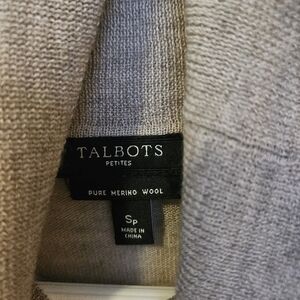 TALBOTS
PETITES
PURE MERINO WOOL
SP
MADE IN
CHINA